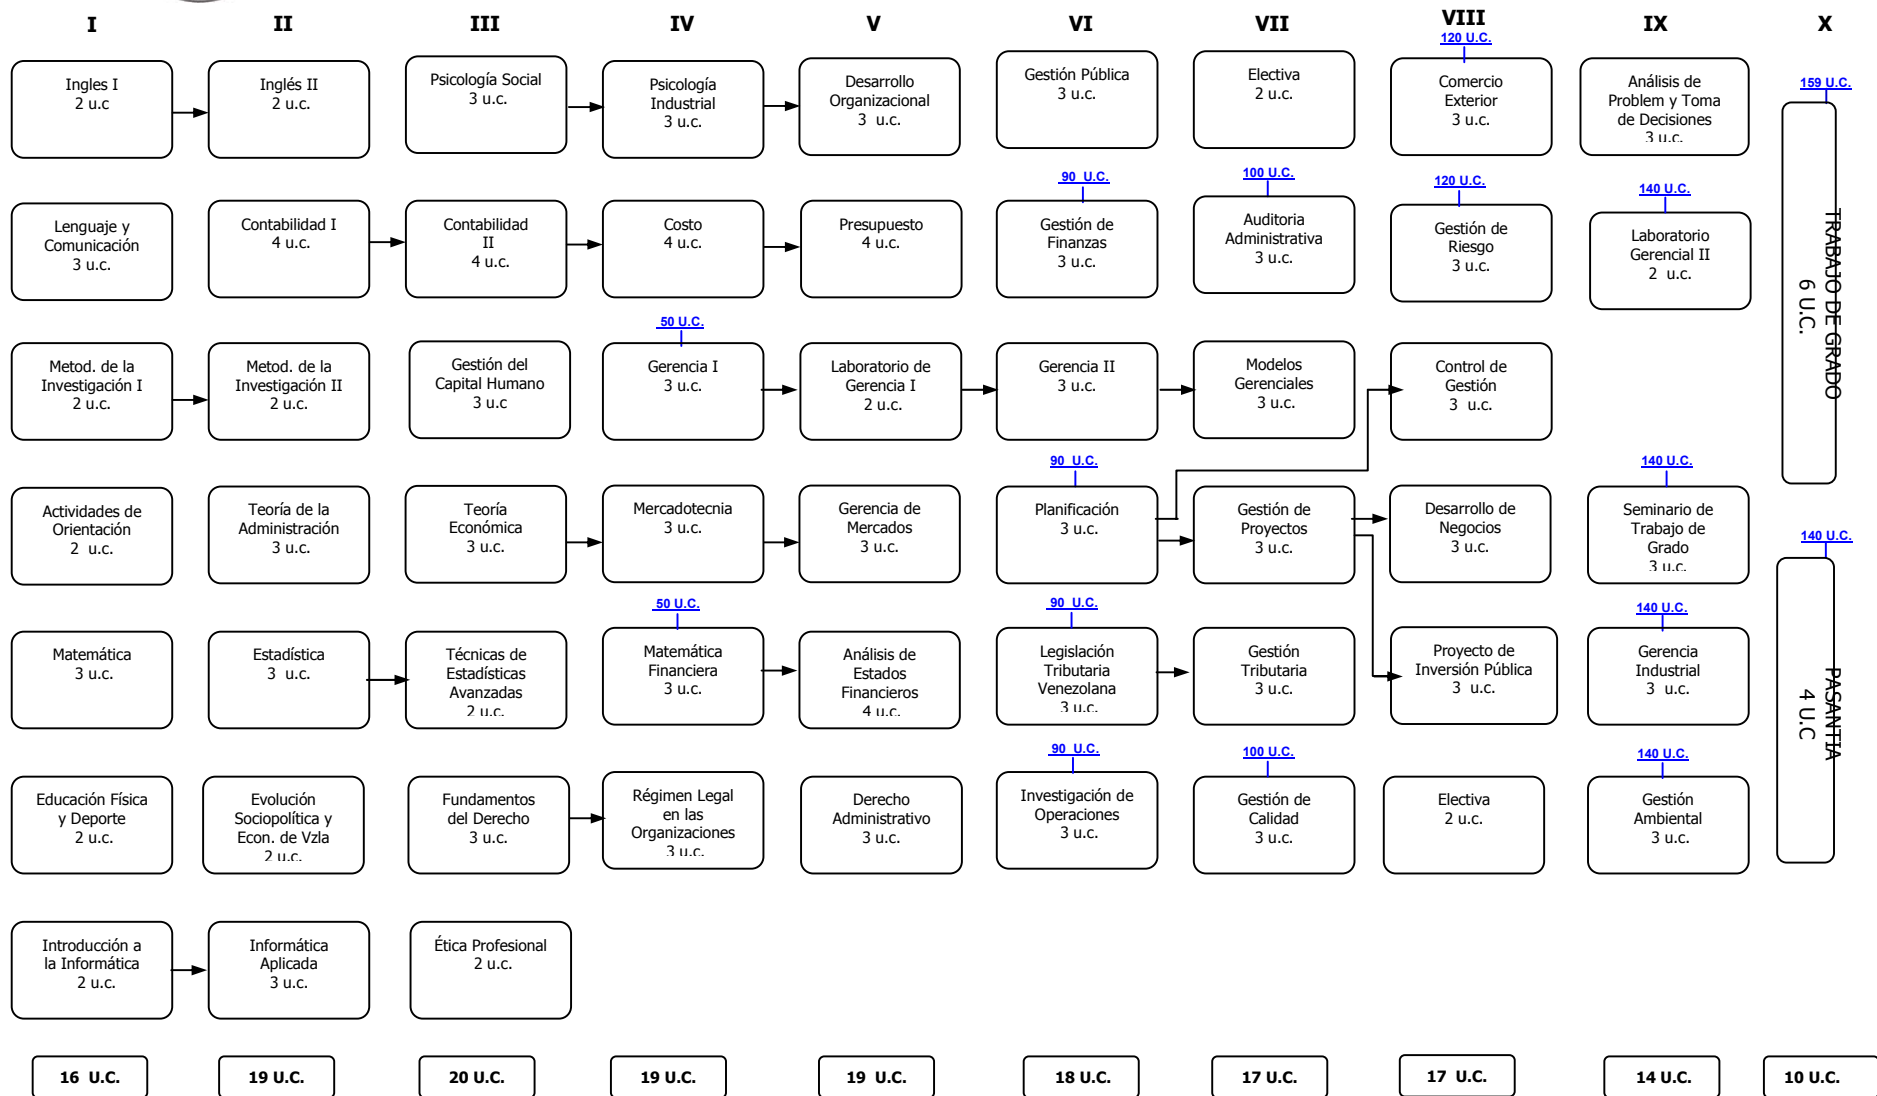 I
II
III
IV
V
VI
VII
VIII
IX
X
120 U.C.
159 U.C.
Ingles I
2 u.c
Inglés II
2 u.c.
Psicología Social
3 u.c.
Psicología
Industrial
3 u.c.
Desarrollo
Organizacional
3 u.c.
Gestión Pública
3 u.c.
Electiva
2 u.c.
Comercio
Exterior
3 u.c.
Análisis de
Problem y Toma
de Decisiones
3 u.c.
TRABAJO DE GRADO
6 U.C.
90 U.C.
100 U.C.
120 U.C.
140 U.C.
Lenguaje y
Comunicación
3 u.c.
Contabilidad I
4 u.c.
Contabilidad
II
4 u.c.
Costo
4 u.c.
Presupuesto
4 u.c.
Gestión de
Finanzas
3 u.c.
Auditoria
Administrativa
3 u.c.
Gestión de
Riesgo
3 u.c.
Laboratorio
Gerencial II
2 u.c.
50 U.C.
Metod. de la
Investigación I
2 u.c.
Metod. de la
Investigación II
2 u.c.
Gestión del
Capital Humano
3 u.c
Gerencia I
3 u.c.
Laboratorio de
Gerencia I
2 u.c.
Gerencia II
3 u.c.
Modelos
Gerenciales
3 u.c.
Control de
Gestión
3 u.c.
90 U.C.
140 U.C.
Actividades de
Orientación
2 u.c.
Teoría de la
Administración
3 u.c.
Teoría
Económica
3 u.c.
Mercadotecnia
3 u.c.
Gerencia de
Mercados
3 u.c.
Planificación
3 u.c.
Gestión de
Proyectos
3 u.c.
Desarrollo de
Negocios
3 u.c.
Seminario de
Trabajo de
Grado
3 u.c.
140 U.C.
PASANTIA
4 U.C
50 U.C.
90 U.C.
140 U.C.
Matemática
3 u.c.
Estadística
3 u.c.
Técnicas de
Estadísticas
Avanzadas
2 u.c.
Matemática
Financiera
3 u.c.
Análisis de
Estados
Financieros
4 u.c.
Legislación
Tributaria
Venezolana
3 u.c.
Gestión
Tributaria
3 u.c.
Proyecto de
Inversión Pública
3 u.c.
Gerencia
Industrial
3 u.c.
90 U.C.
100 U.C.
140 U.C.
Educación Física
y Deporte
2 u.c.
Evolución
Sociopolítica y
Econ. de Vzla
2 u.c.
Fundamentos
del Derecho
3 u.c.
Régimen Legal
en las
Organizaciones
3 u.c.
Derecho
Administrativo
3 u.c.
Investigación de
Operaciones
3 u.c.
Gestión de
Calidad
3 u.c.
Electiva
2 u.c.
Gestión
Ambiental
3 u.c.
Introducción a
la Informática
2 u.c.
Informática
Aplicada
3 u.c.
Ética Profesional
2 u.c.
16 U.C.
19 U.C.
20 U.C.
19 U.C.
19 U.C.
18 U.C.
17 U.C.
17 U.C.
14 U.C.
10 U.C.